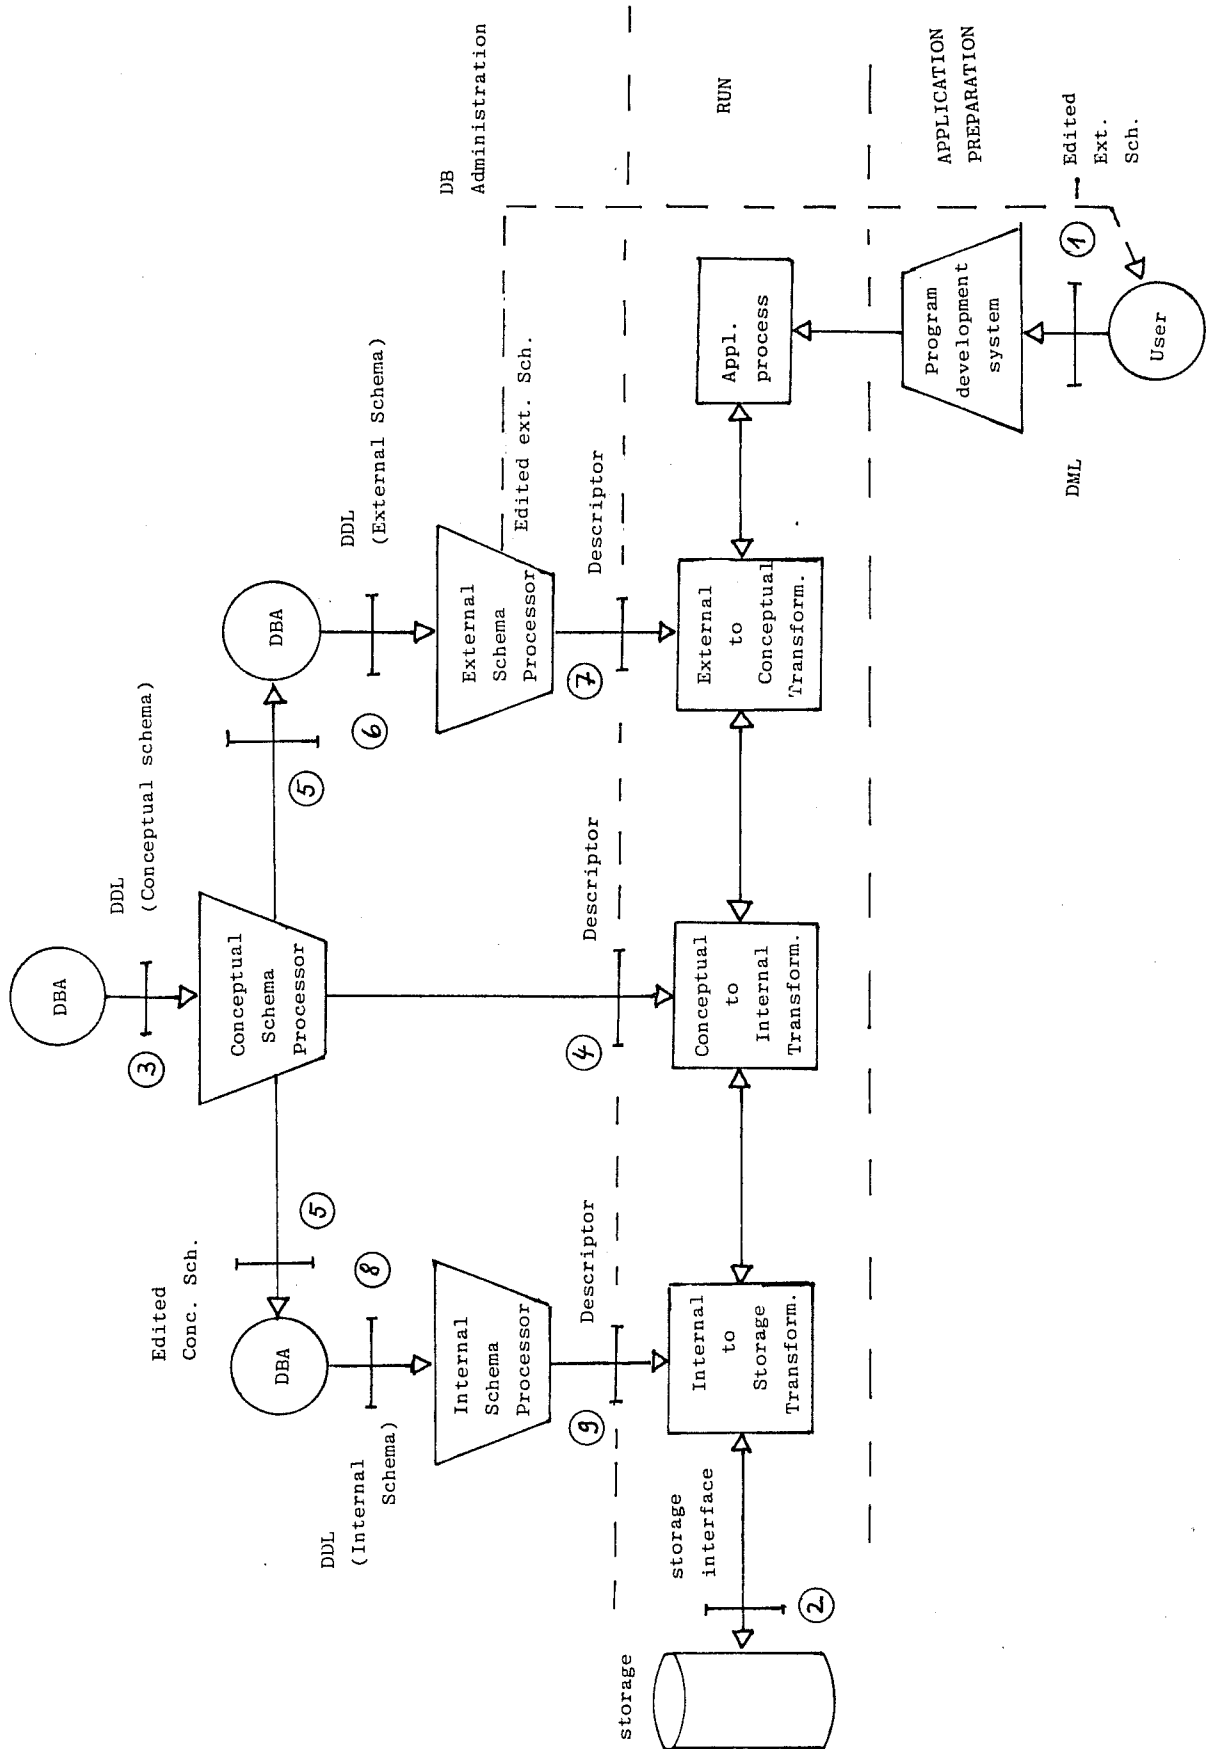 DBA
DDL
(Conceptual schema)
3
Conceptual
Schema
Processor
5
5
Edited
Conc. Sch.
DBA
DBA
8
DDL
(Internal
Schema)
6
DDL
(External Schema)
Internal
Schema
Processor
External
Schema
Processor
Edited ext. Sch.
DB
Administration
9
Descriptor
4
Descriptor
7
Descriptor
storage
storage
interface
2
Internal
to
Storage
Transform.
Conceptual
to
Internal
Transform.
External
to
Conceptual
Transform.
Appl.
process
RUN
Program
development
system
APPLICATION
PREPARATION
DML
1
Edited
Ext.
Sch.
User